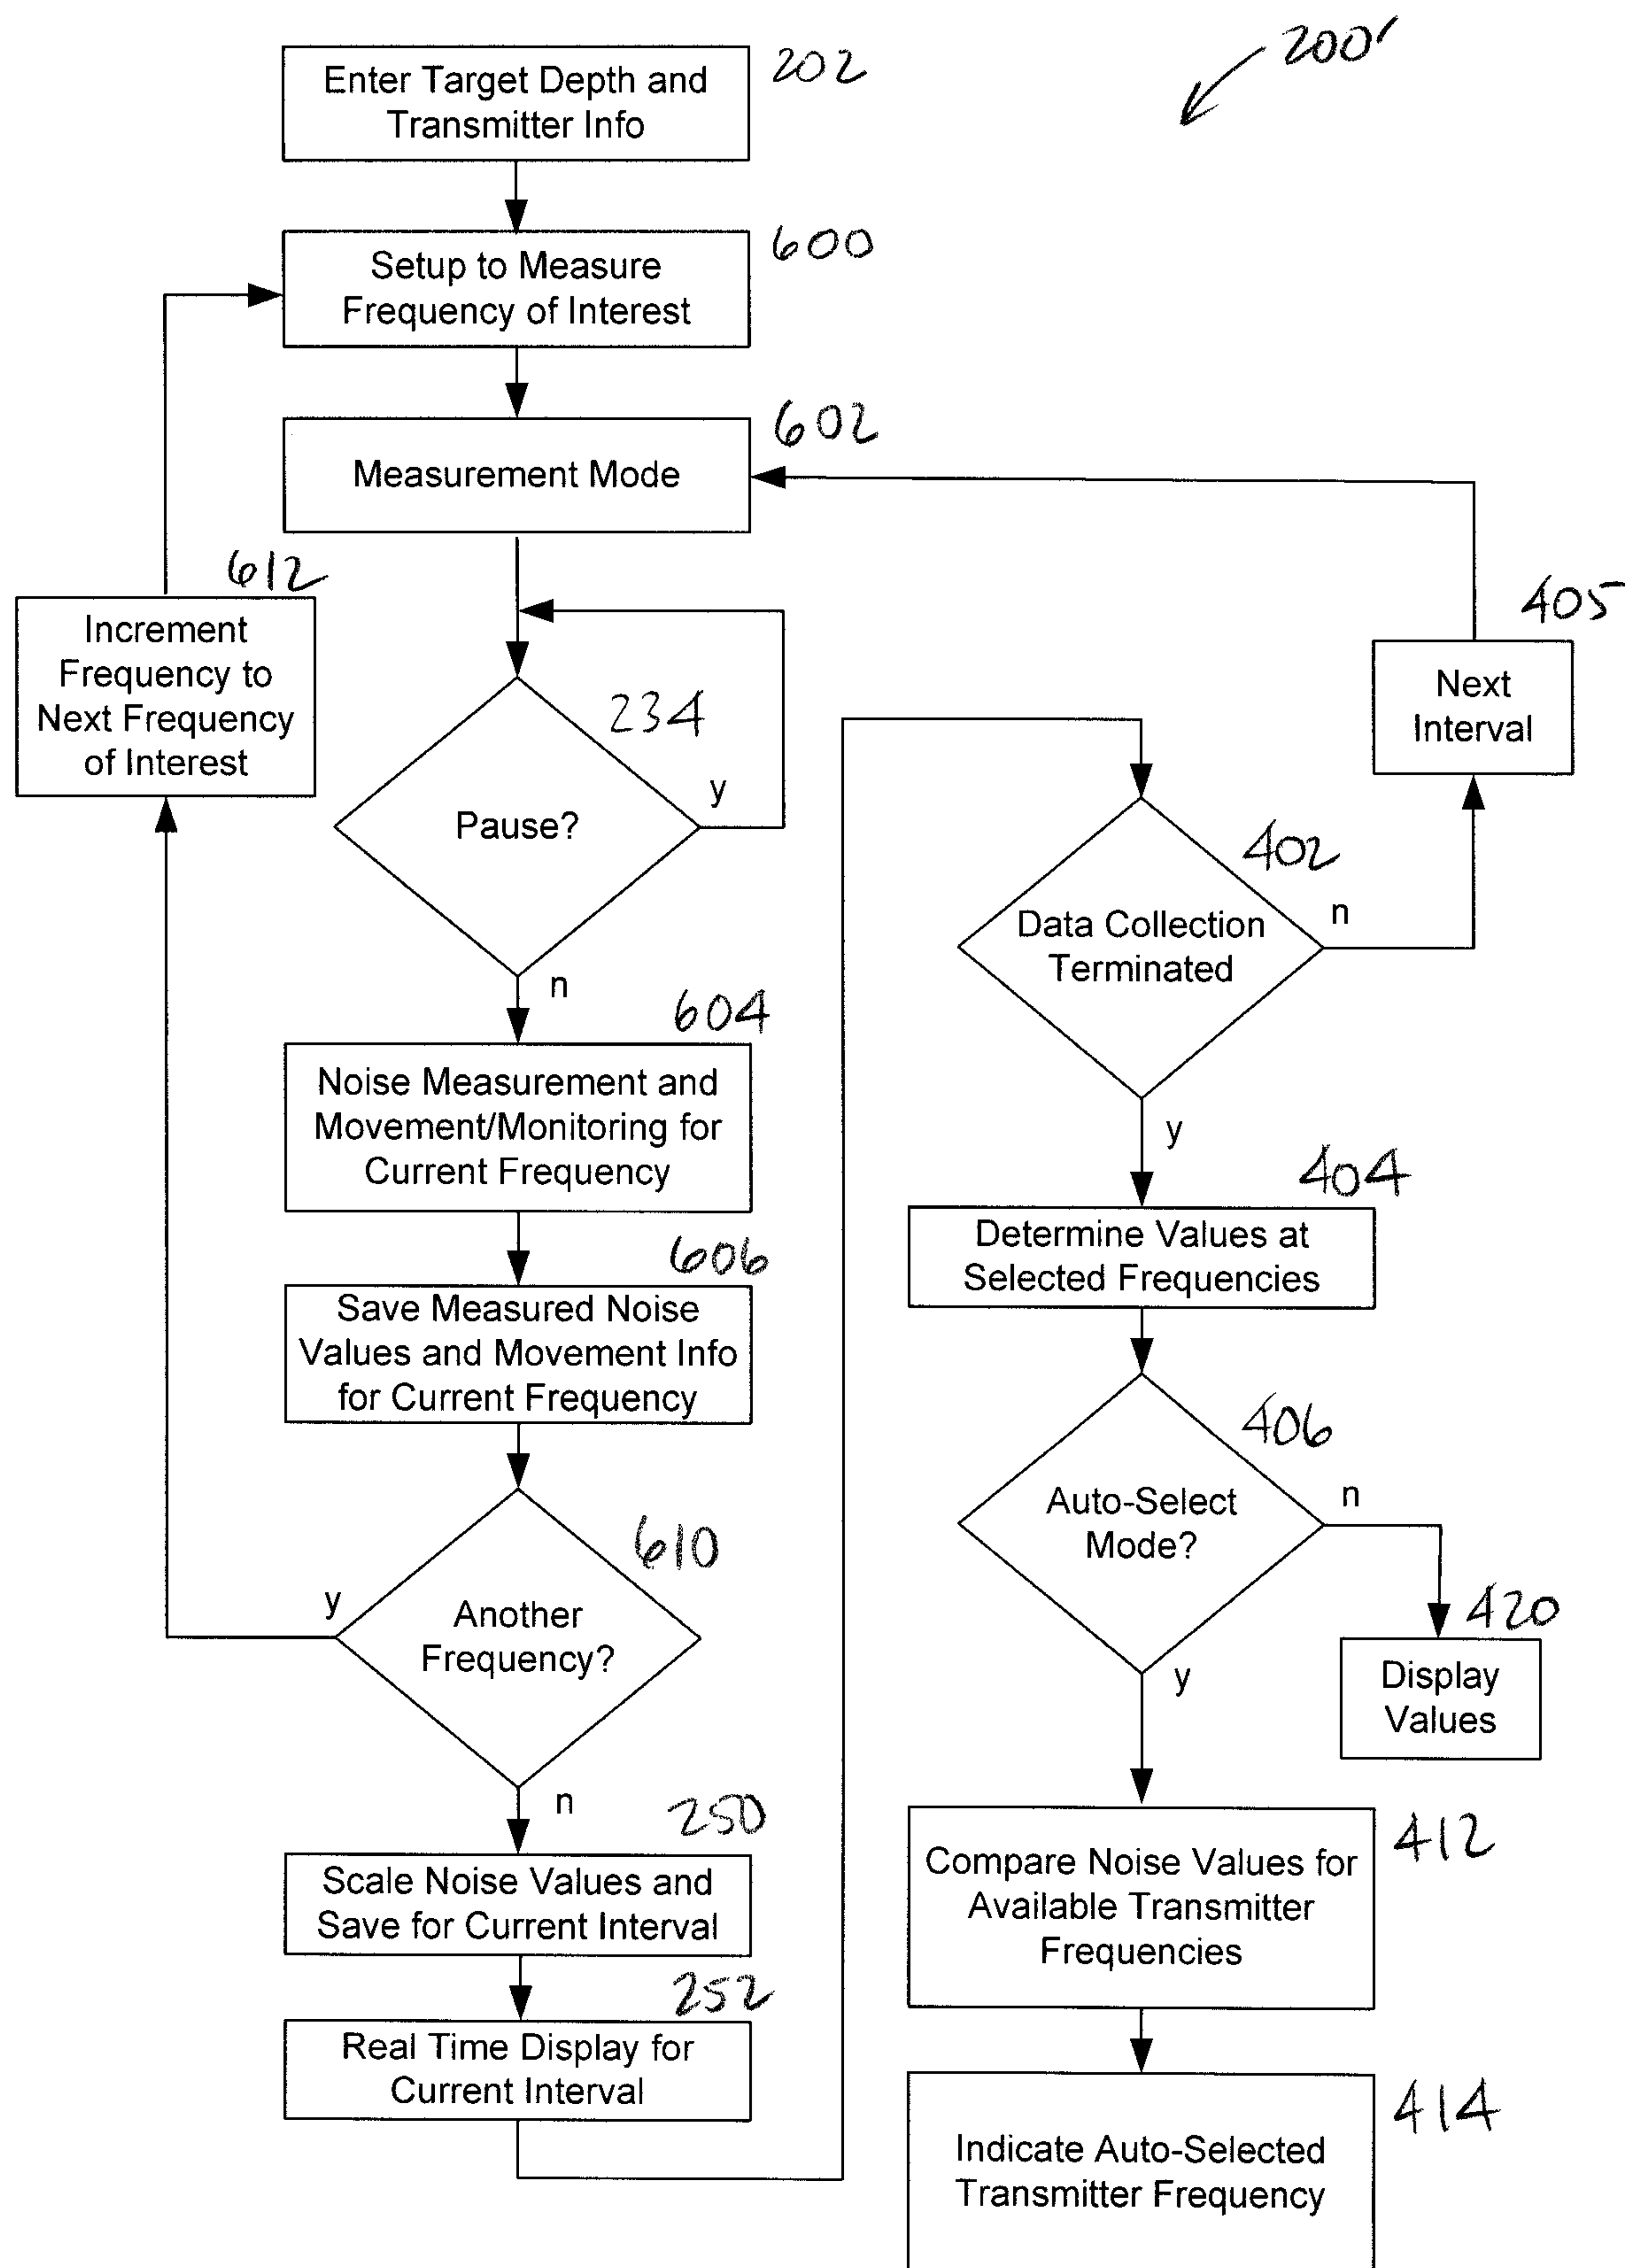 200'
202
Enter Target Depth and
Transmitter Info
600
Setup to Measure
Frequency of Interest
602
Measurement Mode
612
Increment
Frequency to
Next Frequency
of Interest
234
Pause?
y
n
604
Noise Measurement and
Movement/Monitoring for
Current Frequency
606
Save Measured Noise
Values and Movement Info
for Current Frequency
610
Another
Frequency?
y
n
250
Scale Noise Values and
Save for Current Interval
252
Real Time Display for
Current Interval
405
Next
Interval
402
Data Collection
Terminated
n
y
404
Determine Values at
Selected Frequencies
406
Auto-Select
Mode?
n
y
420
Display
Values
412
Compare Noise Values for
Available Transmitter
Frequencies
414
Indicate Auto-Selected
Transmitter Frequency